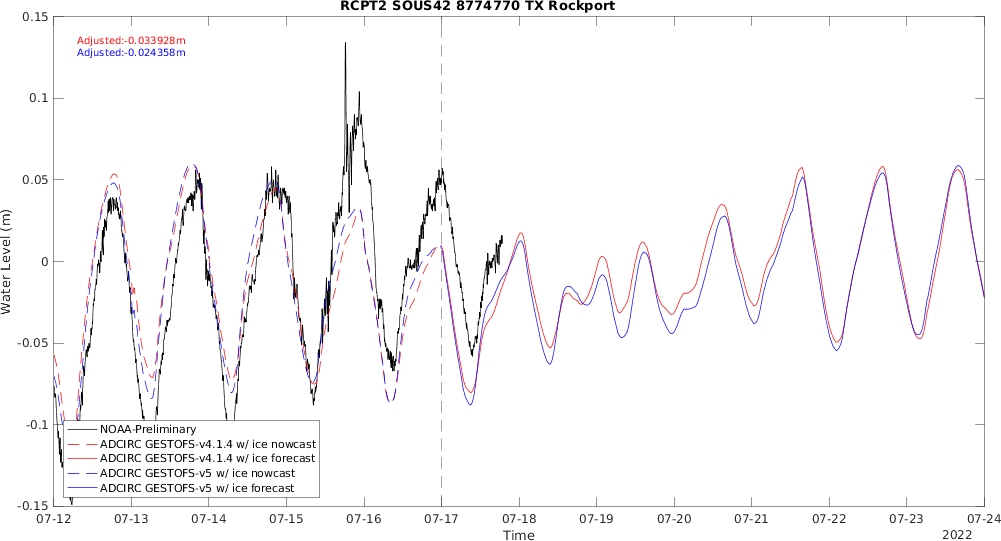 RCPT2 SOUS42 8774770 TX Rockport
Adjusted:-0.033928m
Adjusted:-0.024358m
0.15
0.1
0.05
0
-0.05
-0.1
-0.15
Water Level (m)
NOAA-Preliminary
ADCIRC GESTOFS-v4.1.4 w/ ice nowcast
ADCIRC GESTOFS-v4.1.4 w/ ice forecast
ADCIRC GESTOFS-v5 w/ ice nowcast
ADCIRC GESTOFS-v5 w/ ice forecast
07-12 07-13 07-14 07-15 07-16 07-17 07-18 07-19 07-20 07-21 07-22 07-23 07-24
Time
2022